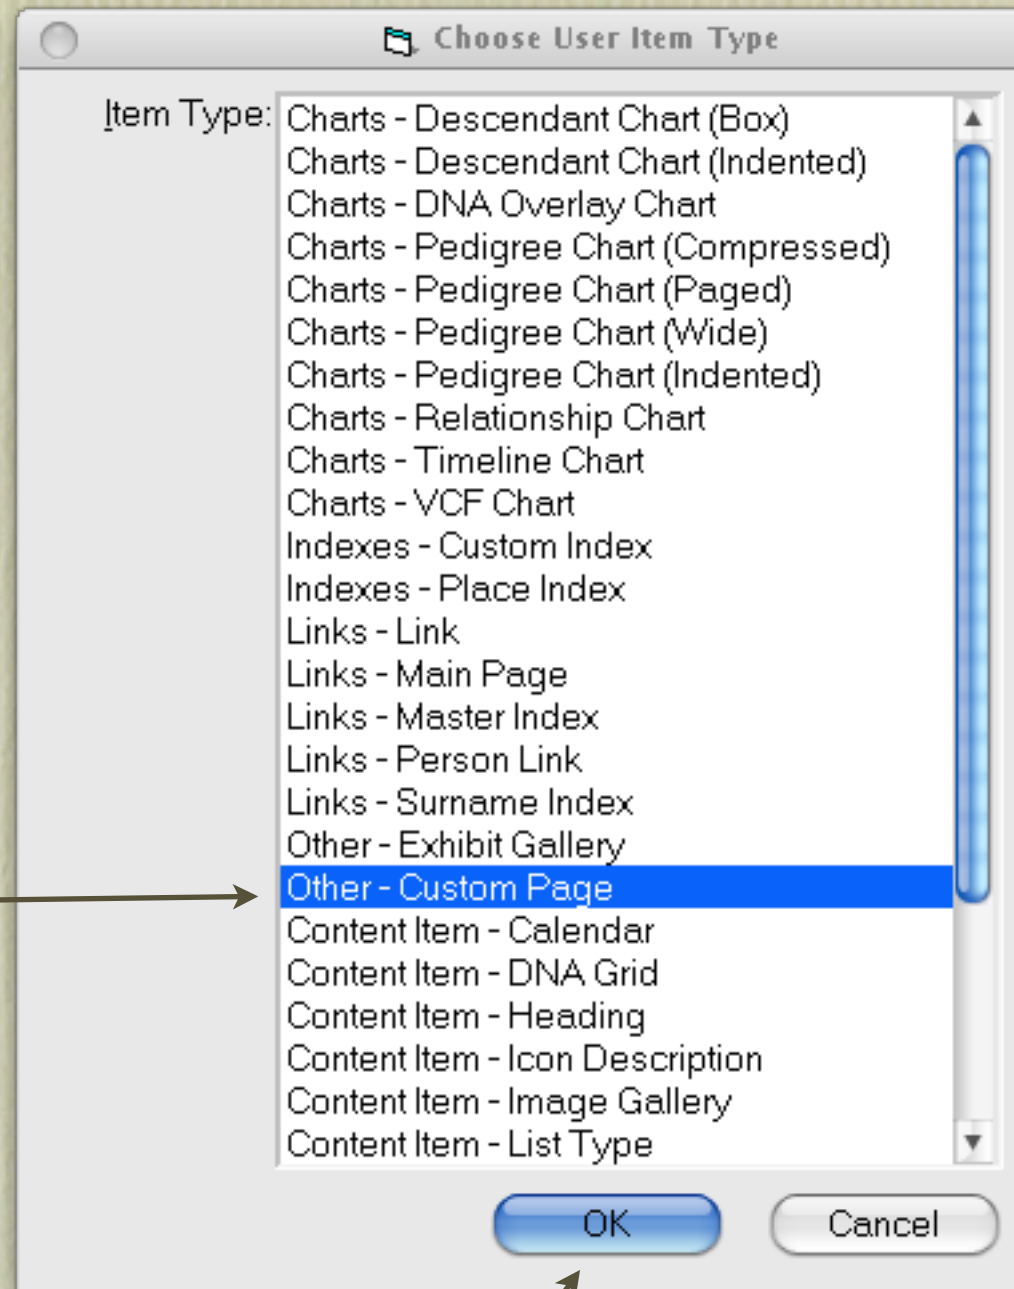 Choose User Item Type
Item Type:
Charts - Descendant Chart (Box)
Charts - Descendant Chart (Indented)
Charts - DNA Overlay Chart
Charts - Pedigree Chart (Compressed)
Charts - Pedigree Chart (Paged)
Charts - Pedigree Chart (Wide)
Charts - Pedigree Chart (Indented)
Charts - Relationship Chart
Charts - Timeline Chart
Charts - VCF Chart
Indexes - Custom Index
Indexes - Place Index
Links - Link
Links - Main Page
Links - Master Index
Links - Person Link
Links - Surname Index
Other - Exhibit Gallery
Other - Custom Page
Content Item - Calendar
Content Item - DNA Grid
Content Item - Heading
Content Item - Icon Description
Content Item - Image Gallery
Content Item - List Type
OK Cancel